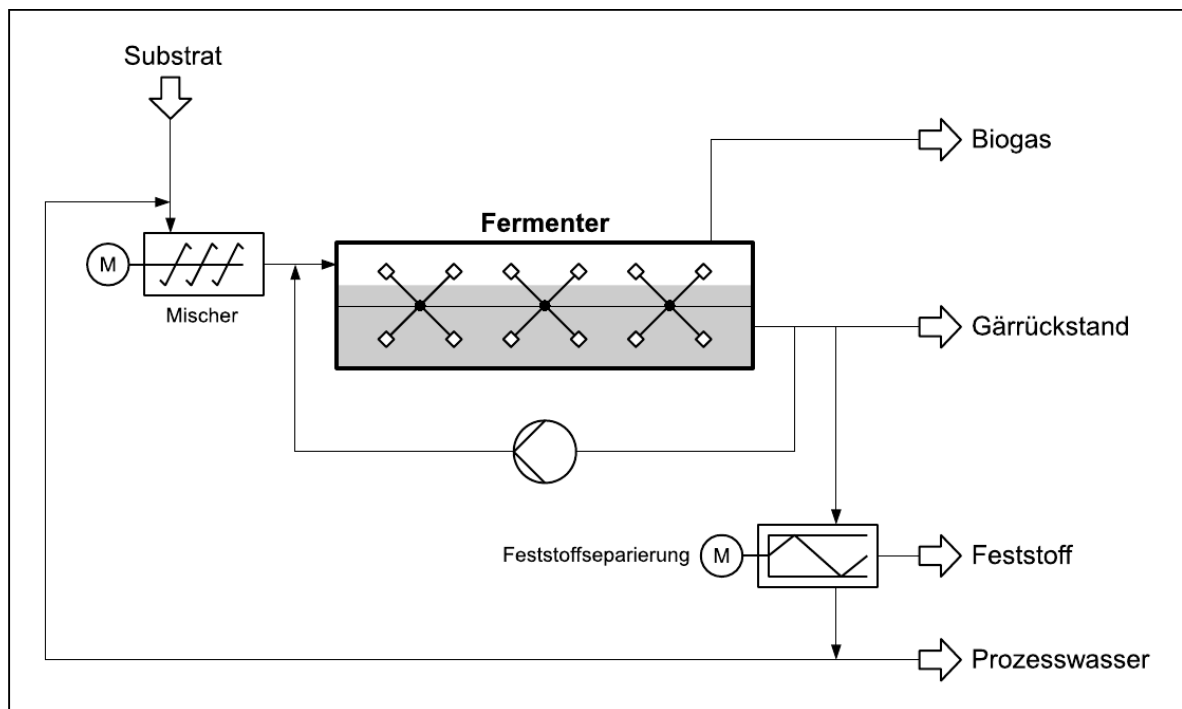 Substrat
Biogas
Fermenter
M
Mischer
Gärrückstand
Feststoffseparierung
M
Feststoff
Prozesswasser